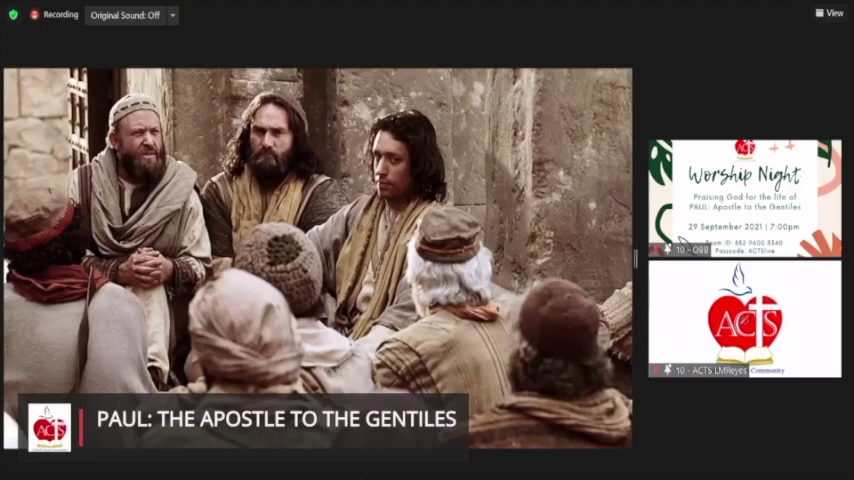 Recording
Original Sound: Off
View
ACTS
PAUL: THE APOSTLE TO THE GENTILES
Worship Night
Praising God for the life of
PAUL: Apostle to the Gentiles
29 September 2021 | 7:00pm
Zoom ID: 852 9600 5340
Passcode: ACTSlive
10 - OBB
ACTS
10 - ACTS LMReyes
Community